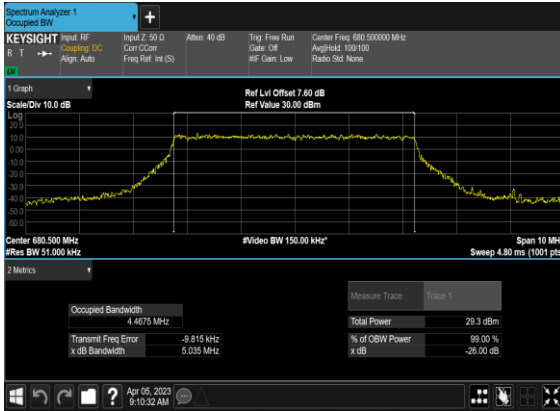 Spectrum Analyzer 1
Occupied BW
+
KEYSIGHT Input: RF Input Z: 50 Ω Atten: 40 dB Trig: Free Run Center Freq: 680.500000 MHz
R T Coupling: DC Corr CCorr Gate: Off Avg|Hold: 100/100
Align: Auto Freq Ref: Int (S) #IF Gain: Low Radio Std: None
1 Graph
Ref Lvl Offset 7.60 dB
Scale/Div 10.0 dB Ref Value 30.00 dBm
Log
20.0
10.0
0.00
-10.0
-20.0
-30.0
-40.0
-50.0
-60.0
Center 680.500 MHz #Video BW 150.00 kHz* Span 10 MH
#Res BW 51.000 kHz Sweep 4.80 ms (1001 pts
2 Metrics
Measure Trace Trace 1
Occupied Bandwidth
4.4675 MHz Total Power 29.3 dBm
Transmit Freq Error -9.815 kHz % of OBW Power 99.00 %
x dB Bandwidth 5.035 MHz x dB -26.00 dB
? Apr 05, 2023
9:10:32 AM